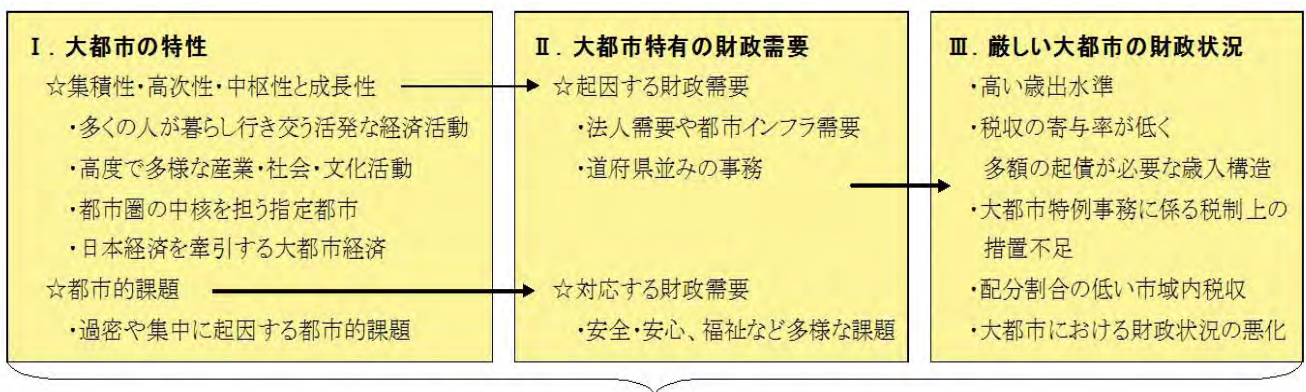 Ⅰ．大都市の特性
☆集積性・高次性・中枢性と成長性
・多くの人が暮らし行き交う活発な経済活動
・高度で多様な産業・社会・文化活動
・都市圏の中核を担う指定都市
・日本経済を牽引する大都市経済
☆都市的課題
・過密や集中に起因する都市的課題
Ⅱ．大都市特有の財政需要
☆起因する財政需要
・法人需要や都市インフラ需要
・道府県並みの事務
☆対応する財政需要
・安全・安心、福祉など多様な課題
Ⅲ．厳しい大都市の財政状況
・高い歳出水準
・税収の寄与率が低く
多額の起債が必要な歳入構造
・大都市特例事務に係る税制上の
措置不足
・配分割合の低い市域内税収
・大都市における財政状況の悪化